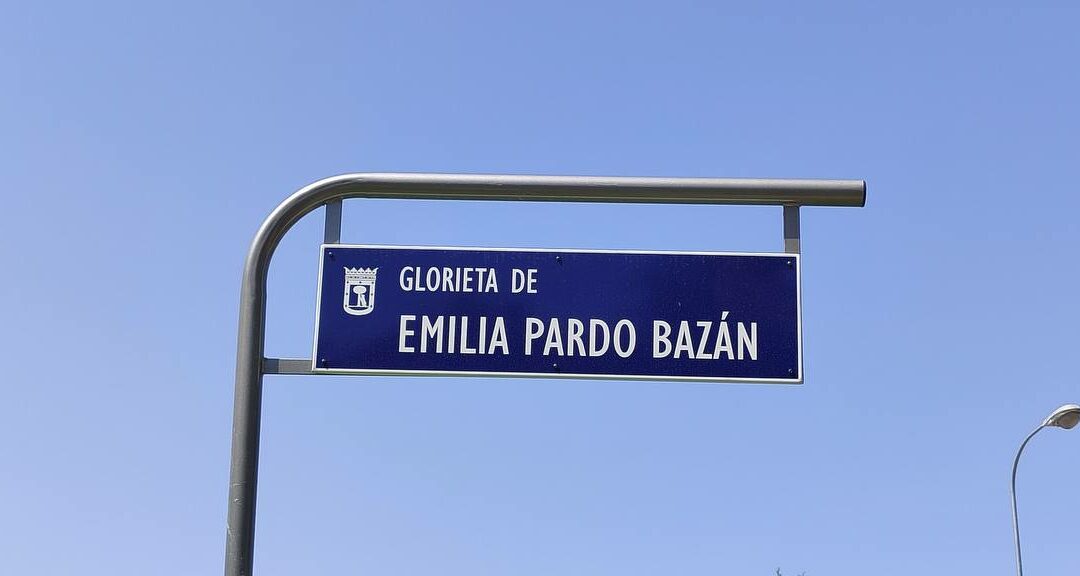 GLORIETA DE
EMILIA PARDO BAZÁN